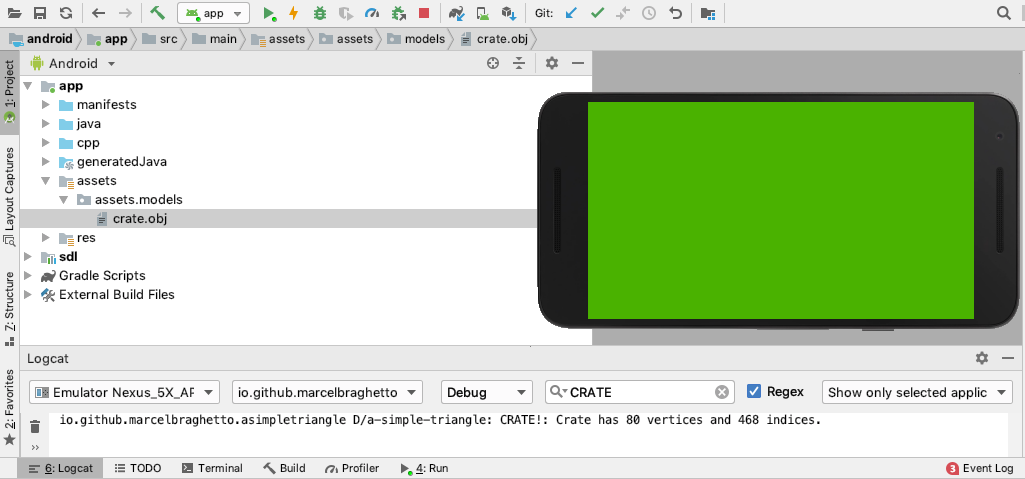 app
Git:
android app src main assets assets models crate.obj
1: Project
Layout Captures
7: Structure
2: Favorites
Android
app
manifests
java
cpp
generatedJava
assets
assets.models
crate.obj
res
sdl
Gradle Scripts
External Build Files
Logcat
Emulator Nexus_5X_AP io.github.marcelbraghetto Debug CRATE Regex Show only selected applic
io.github.marcelbraghetto.asimpletriangle D/a-simple-triangle: CRATE!: Crate has 80 vertices and 468 indices.
6: Logcat TODO Terminal Build Profiler 4: Run 3 Event Log